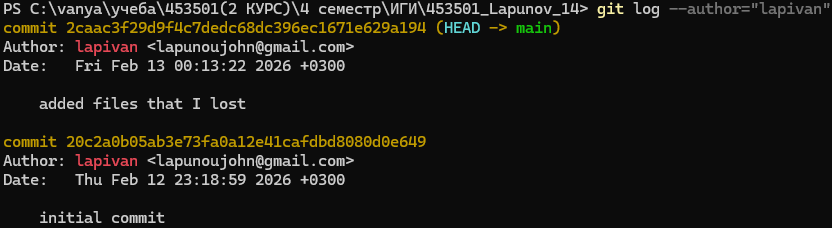 PS C:\vanya\учеба\453501(2 КУРС)\4 семестр\ИГИ\453501_Lapunov_14> git log --author="lapivan"
commit 2caac3f29d9f4c7dedc68dc396ec1671e629a194 (HEAD -> main)
Author: lapivan <lapunoujohn@gmail.com>
Date:   Fri Feb 13 00:13:22 2026 +0300
added files that I lost
commit 20c2a0b05ab3e73fa0a12e41cafdbd8080d0e649
Author: lapivan <lapunoujohn@gmail.com>
Date:   Thu Feb 12 23:18:59 2026 +0300
initial commit